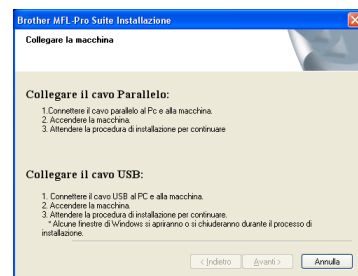 Brother MFL-Pro Suite Installazione
Collegare la macchina
Collegare il cavo Parallelo:
1.Connettere il cavo parallelo al Pc e alla macchina.
2. Accendere la macchina.
3. Attendere la procedura di installazione per continuare
Collegare il cavo USB:
1. Connettere il cavo USB al PC e alla macchina.
2. Accendere la macchina.
3. Attendere la procedura di installazione per continuare.
* Alcune finestre di Windows si apriranno o si chiuderanno durante il processo di
installazione.
< Indietro Avanti > Annulla